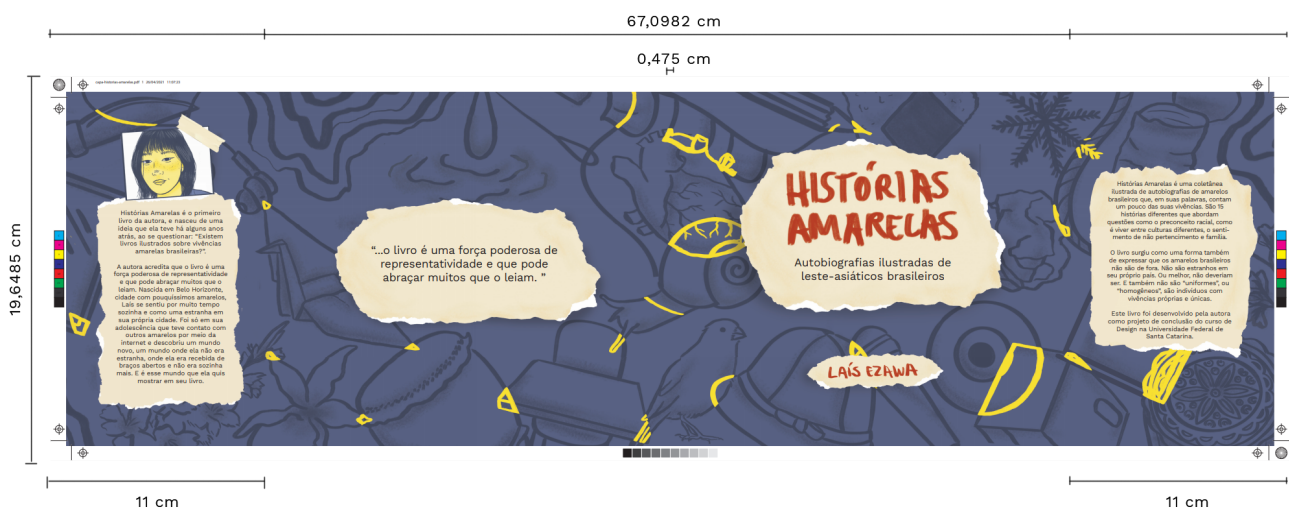 67,0982 cm
0,475 cm
capa historias amarelas.pdf 1 26/04/2021 11:07:23
19,6485 cm
Histórias Amarelas é o primeiro
livro da autora, e nasceu de uma
ideia que ela teve há alguns anos
atrás, ao se questionar: "Existem
livros ilustrados sobre vivências
amarelas brasileiras?".
A autora acredita que o livro é uma
força poderosa de representatividade
e que pode abraçar muitos que o
leiam. Nascida em Belo Horizonte,
cidade com pouquíssimos amarelos,
Laís se sentiu por muito tempo
sozinha e como uma estranha em
sua própria cidade. Foi só em sua
adolescência que teve contato com
outros amarelos por meio da
internet e descobriu um mundo
novo, um mundo onde ela não era
estranha, onde ela era recebida de
braços abertos e não era sozinha
mais. E é esse mundo que ela quis
mostrar em seu livro.
"...o livro é uma força poderosa de
representatividade e que pode
abraçar muitos que o leiam. "
HISTÓRIAS
AMARELAS
Autobiografias ilustradas de
leste-asiáticos brasileiros
LAÍS EZAWA
Histórias Amarelas é uma coletânea
ilustrada de autobiografias de amarelos
brasileiros que, em suas palavras, contam
um pouco das suas vivências. São 15
histórias diferentes que abordam
questões como o preconceito racial, como
é viver entre culturas diferentes, o senti-
mento de não pertencimento e família.
O livro surgiu como uma forma também
de expressar que os amarelos brasileiros
não são de fora. Não são estranhos em
seu próprio país. Ou melhor, não deveriam
ser. E também não são "uniformes", ou
"homogêneos", são indivíduos com
vivências próprias e únicas.
Este livro foi desenvolvido pela autora
como projeto de conclusão do curso de
Design na Universidade Federal de
Santa Catarina.
11 cm
11 cm